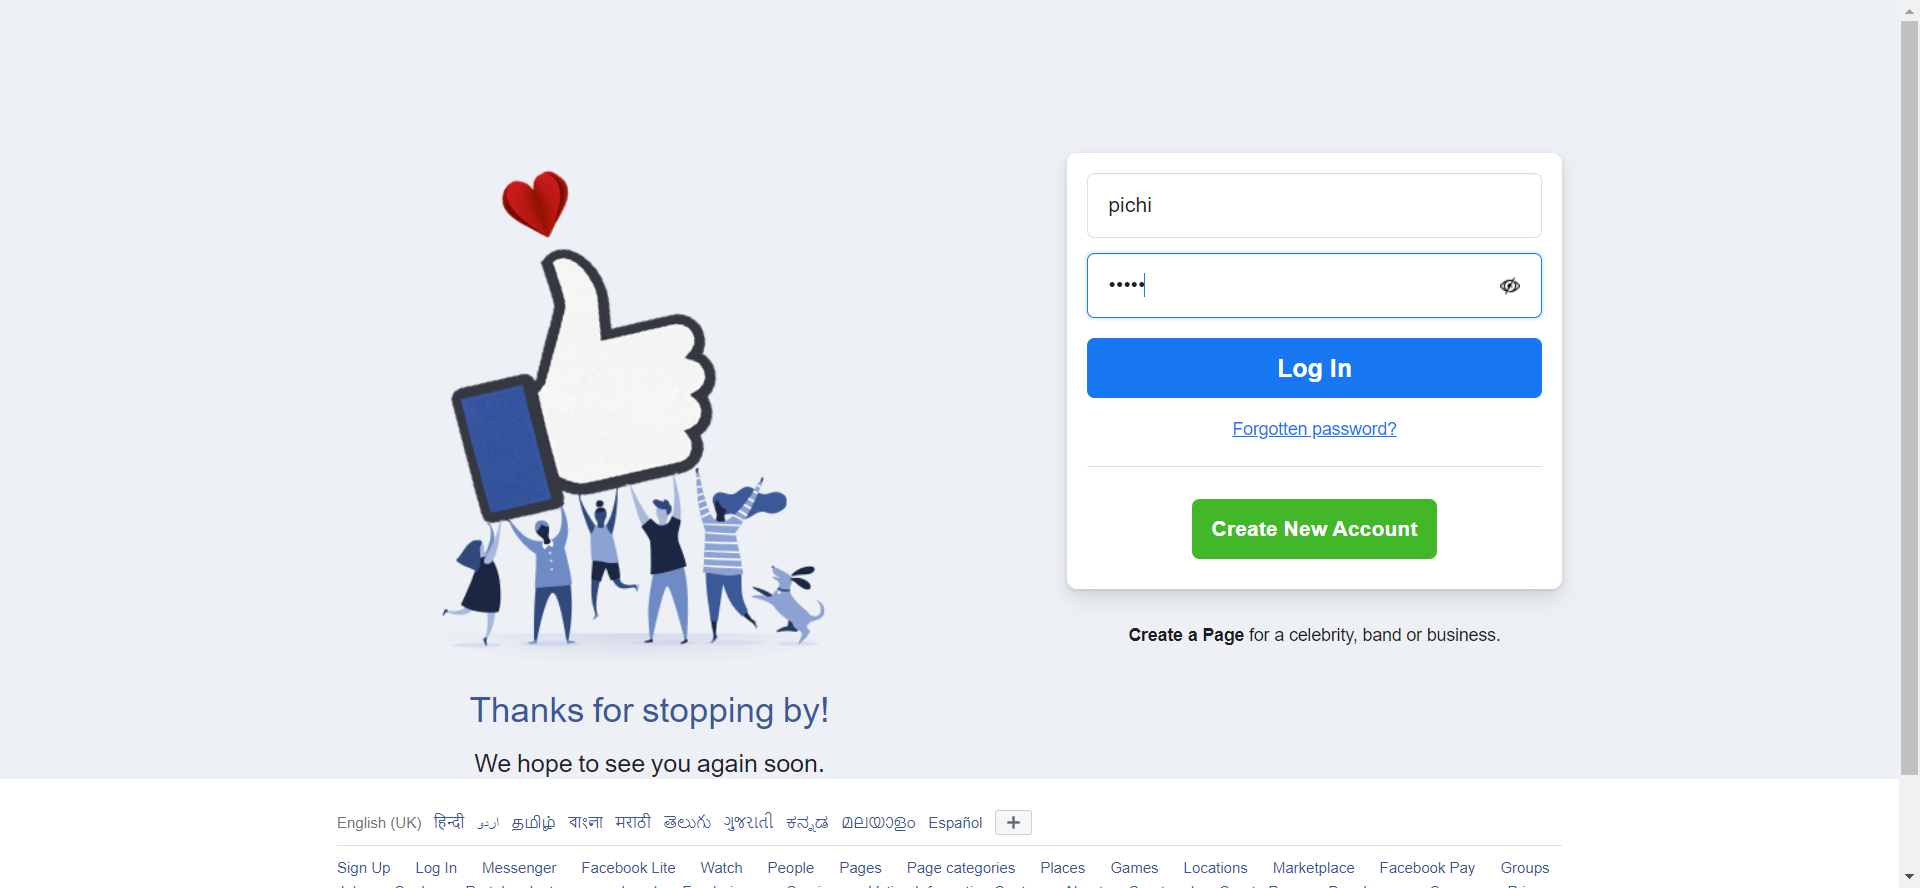 pichi
•••••
Log In
Forgotten password?
Create New Account
Create a Page for a celebrity, band or business.
Thanks for stopping by!
We hope to see you again soon.
English (UK) हिन्दी اردو தமிழ் বাংলা मराठी తెలుగు ગુજરાતી ಕನ್ನಡ മലയാളം Español +
Sign Up Log In Messenger Facebook Lite Watch People Pages Page categories Places Games Locations Marketplace Facebook Pay Groups